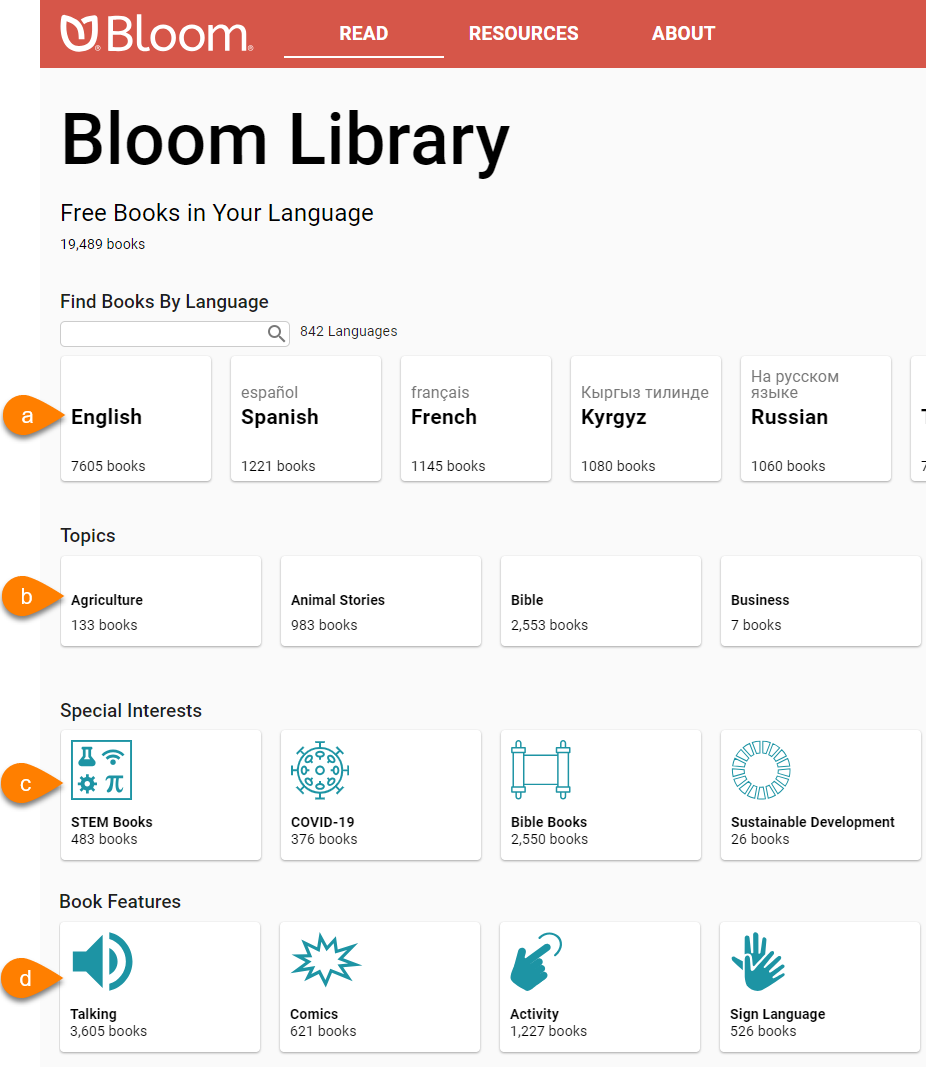 Bloom
READ
RESOURCES
ABOUT
Bloom Library
Free Books in Your Language
19,489 books
Find Books By Language
842 Languages
a
English
7605 books
español
Spanish
1221 books
français
French
1145 books
Кыргыз тилинде
Kyrgyz
1080 books
На русском
языке
Russian
1060 books
Topics
b
Agriculture
133 books
Animal Stories
983 books
Bible
2,553 books
Business
7 books
Special Interests
c
π
STEM Books
483 books
COVID-19
376 books
Bible Books
2,550 books
Sustainable Development
26 books
Book Features
d
Talking
3,605 books
Comics
621 books
Activity
1,227 books
Sign Language
526 books